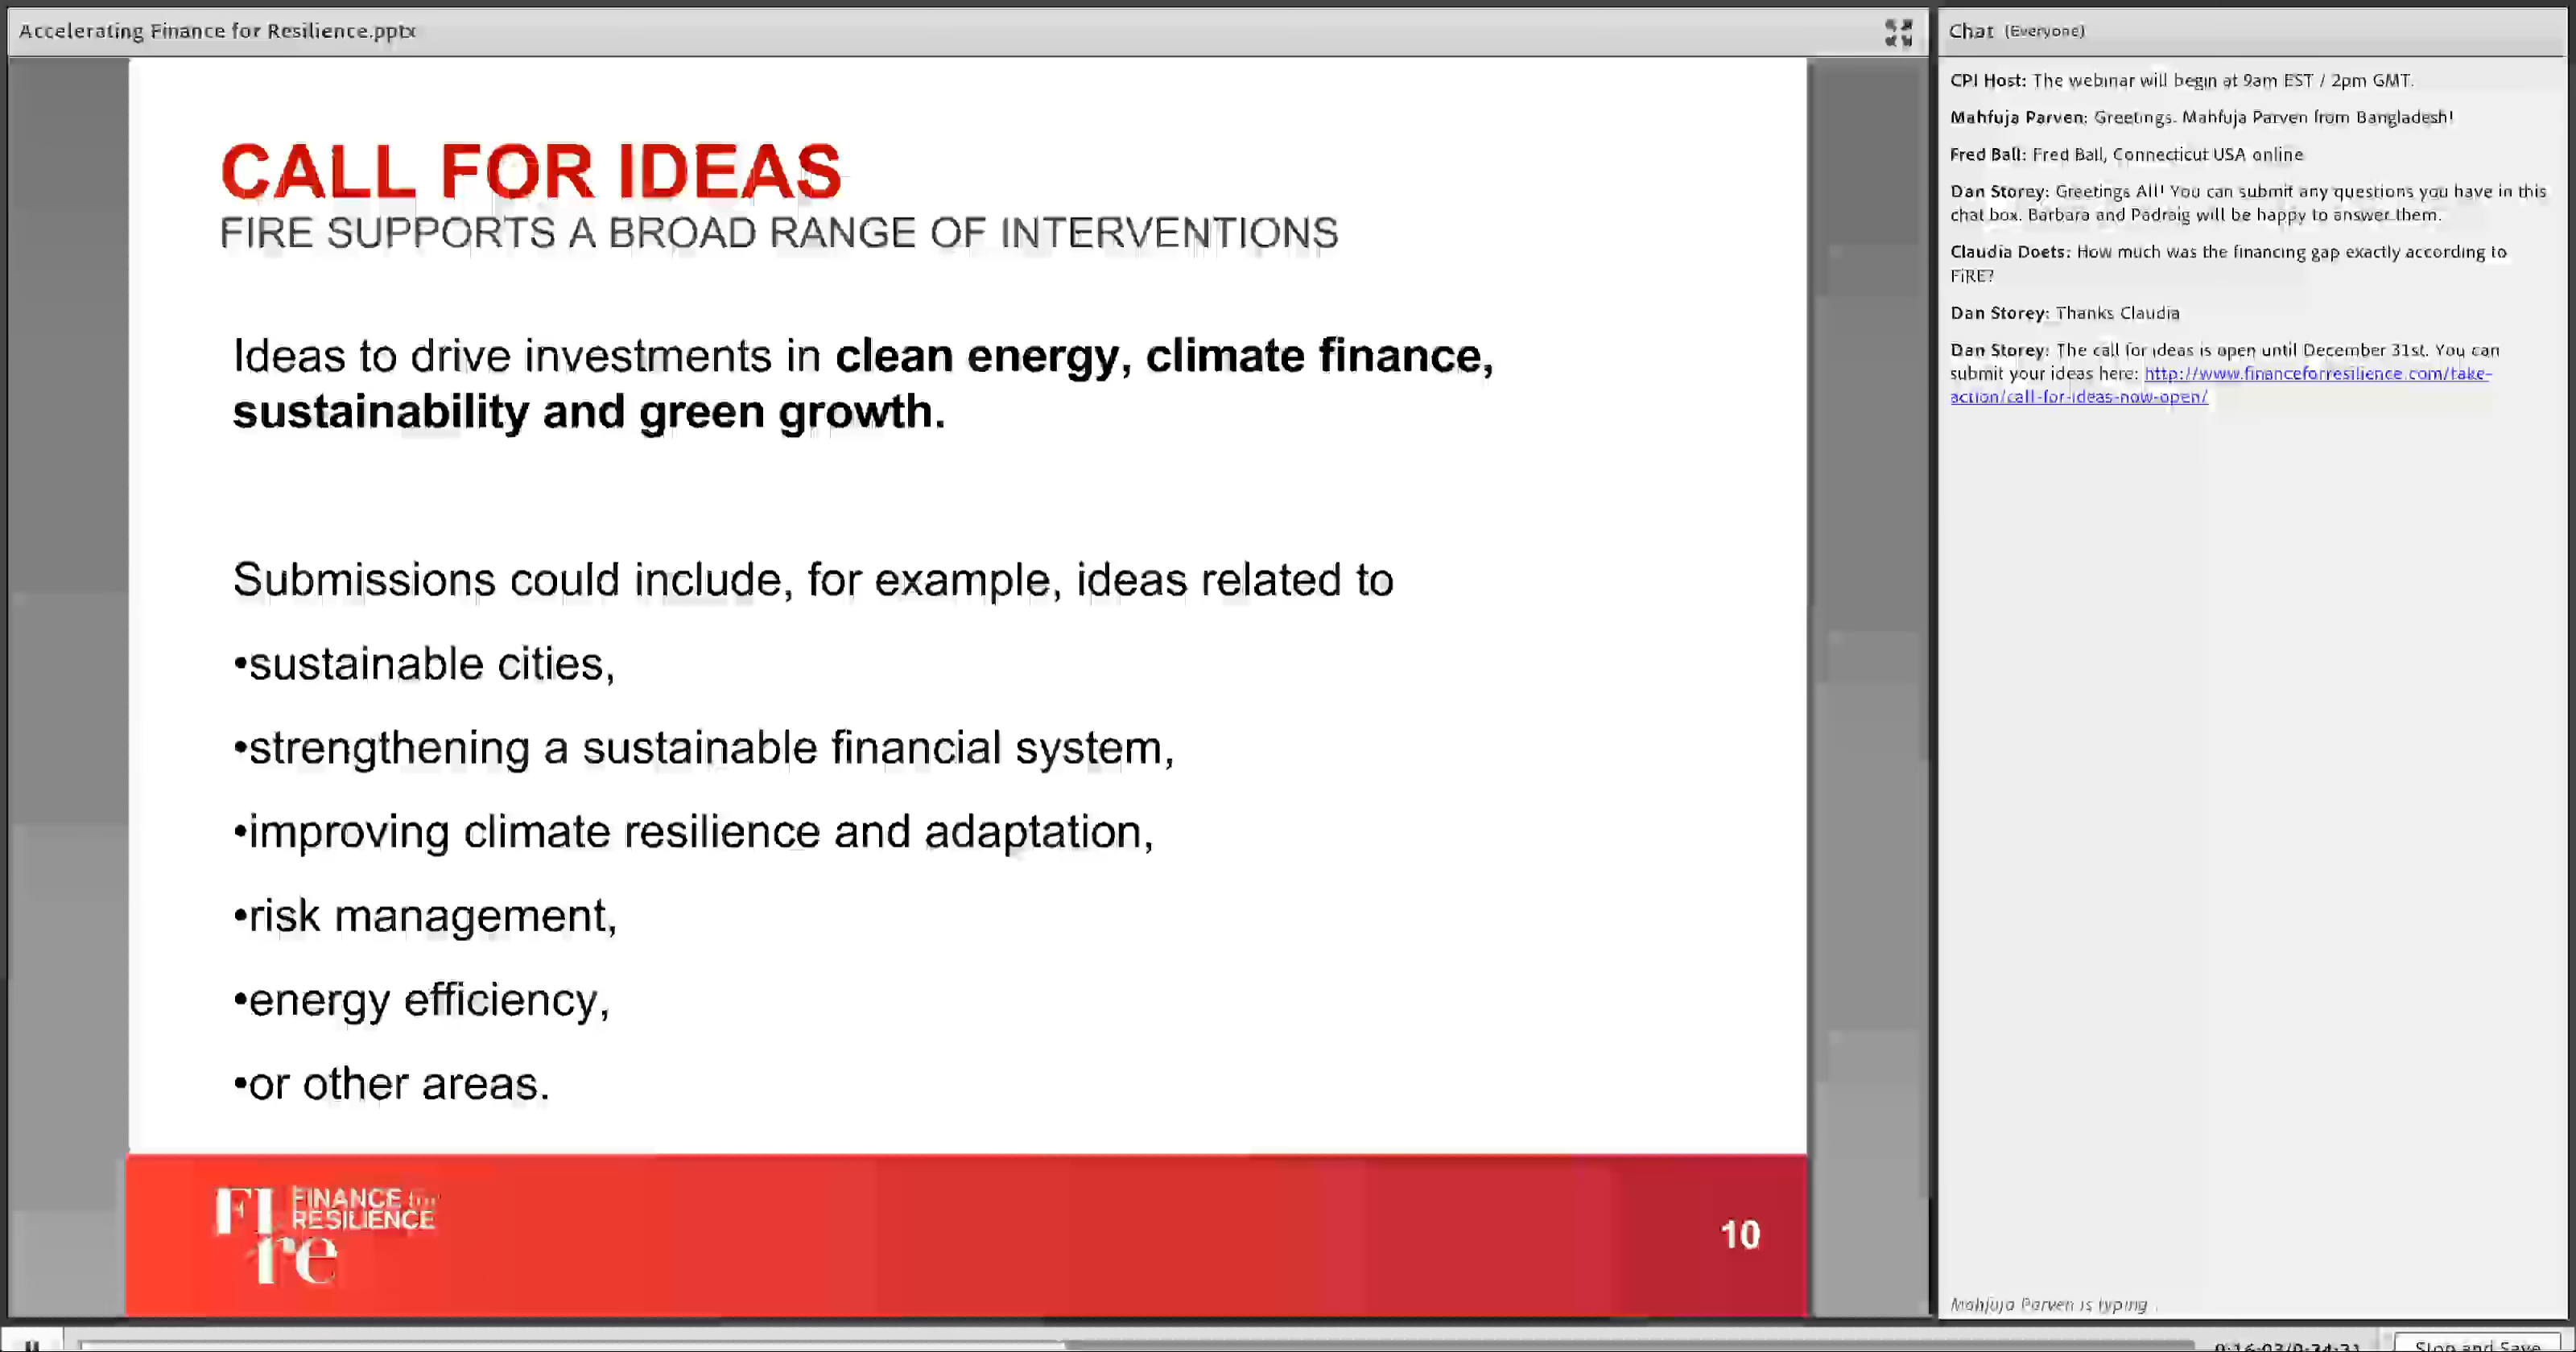 Accelerating Finance for Resilience.pptx
CALL FOR IDEAS
FIRE SUPPORTS A BROAD RANGE OF INTERVENTIONS
Ideas to drive investments in clean energy, climate finance,
sustainability and green growth.
Submissions could include, for example, ideas related to
•sustainable cities,
•strengthening a sustainable financial system,
•improving climate resilience and adaptation,
•risk management,
•energy efficiency,
•or other areas.
FI
re
FINANCE for
RESILIENCE
10
Chat (Everyone)
CPI Host: The webinar will begin at 9am EST / 2pm GMT.
Mahfuja Parven: Greetings. Mahfuja Parven from Bangladesh!
Fred Ball: Fred Ball, Connecticut USA online
Dan Storey: Greetings All! You can submit any questions you have in this
chat box. Barbara and Padraig will be happy to answer them.
Claudia Doets: How much was the financing gap exactly according to
FiRE?
Dan Storey: Thanks Claudia
Dan Storey: The call for ideas is open until December 31st. You can
submit your ideas here: http://www.financeforresilience.com/take-
action/call-for-ideas-now-open/
Mahfuja Parven is typing .
Stop and Save